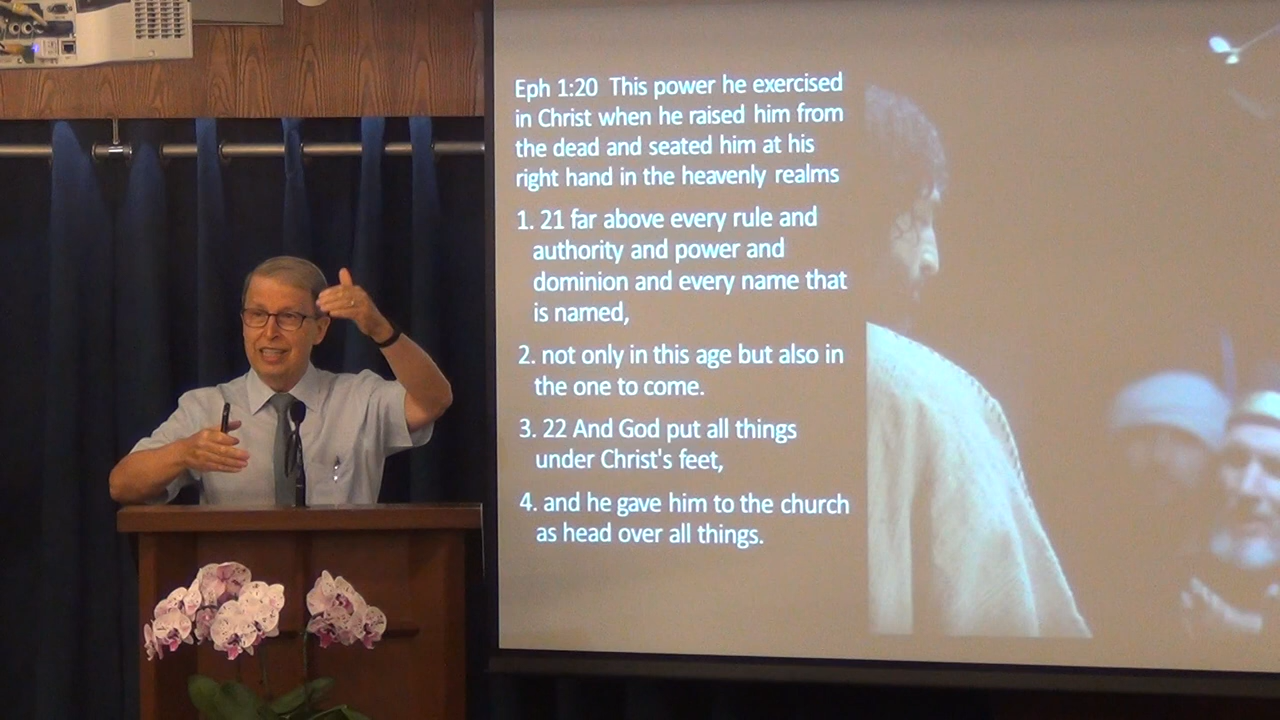 Eph 1:20 This power he exercised
in Christ when he raised him from
the dead and seated him at his
right hand in the heavenly realms
1. 21 far above every rule and
authority and power and
dominion and every name that
is named,
2. not only in this age but also in
the one to come.
3. 22 And God put all things
under Christ's feet,
4. and he gave him to the church
as head over all things.